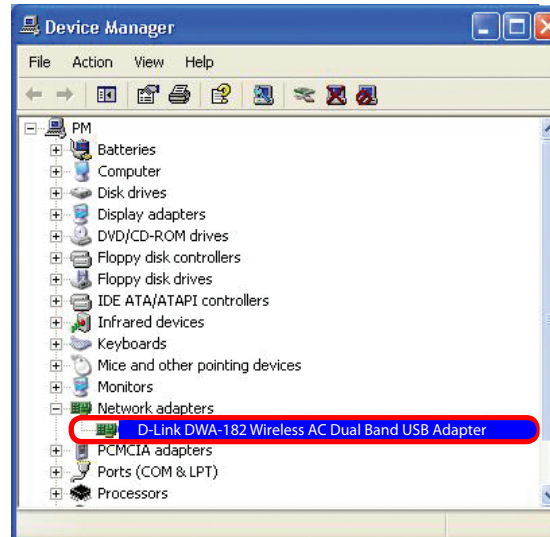 Device Manager
File Action View Help
PM
Batteries
Computer
Disk drives
Display adapters
DVD/CD-ROM drives
Floppy disk controllers
Floppy disk drives
IDE ATA/ATAPI controllers
Infrared devices
Keyboards
Mice and other pointing devices
Monitors
Network adapters
D-Link DWA-182 Wireless AC Dual Band USB Adapter
PCMCIA adapters
Ports (COM & LPT)
Processors